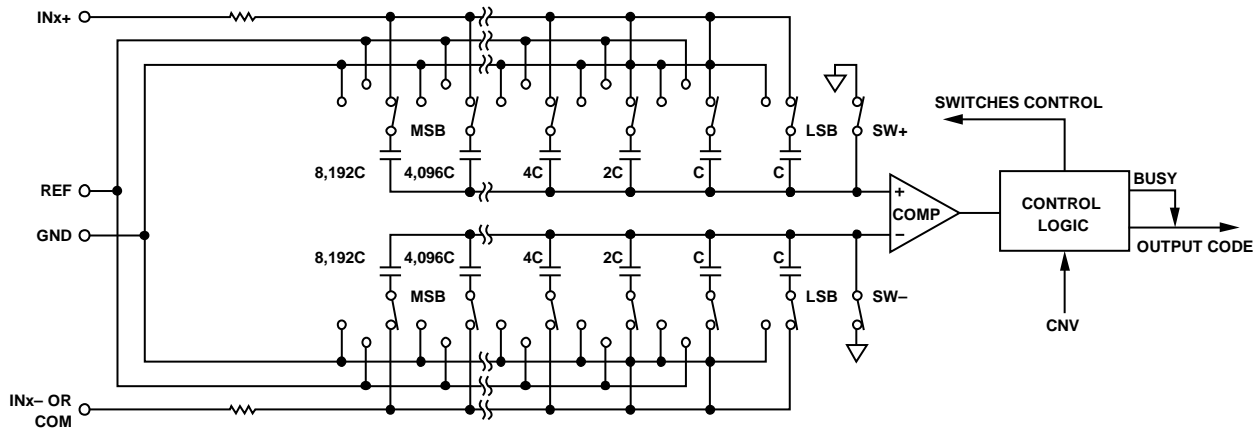 INx+
SWITCHES CONTROL
MSB
LSB
SW+
8,192C
4,096C
4C
2C
C
C
REF
BUSY
+
COMP
–
CONTROL
LOGIC
GND
OUTPUT CODE
8,192C
4,096C
4C
2C
C
C
MSB
LSB
SW–
CNV
INx– OR
COM